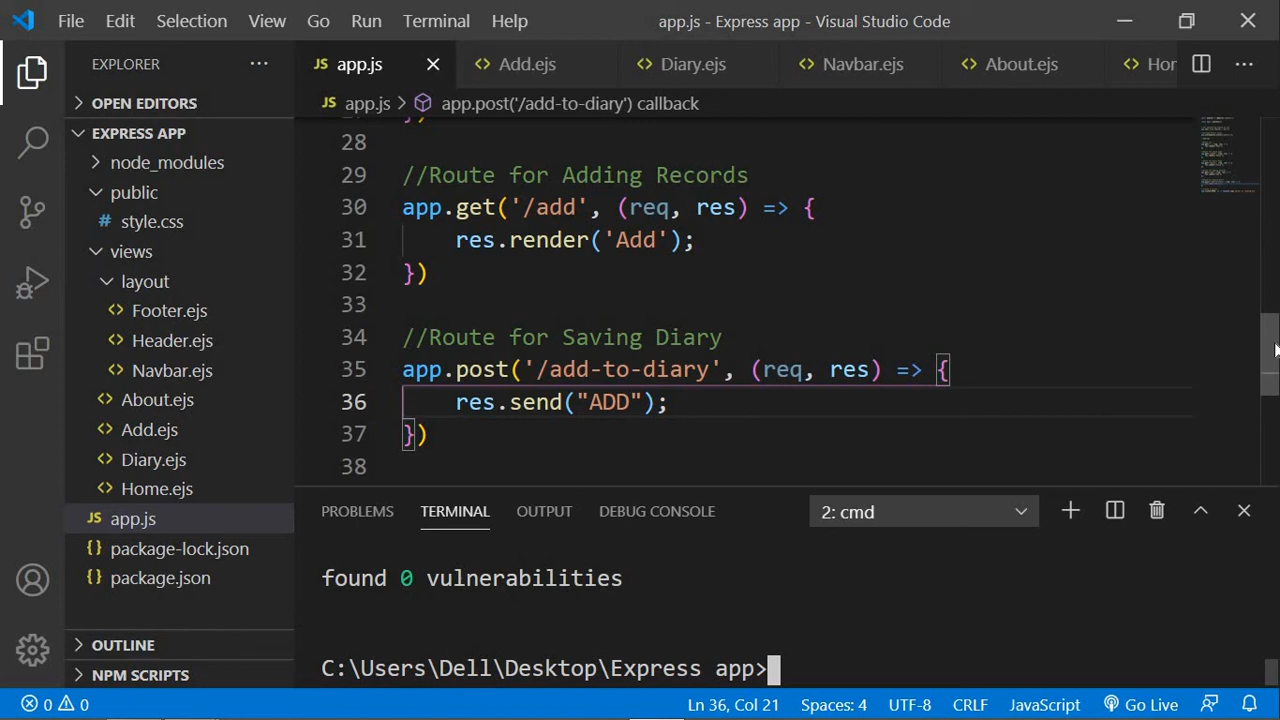 File Edit Selection View Go Run Terminal Help app.js - Express app - Visual Studio Code
EXPLORER
JS app.js
Add.ejs
Diary.ejs
Navbar.ejs
About.ejs
Hor
JS app.js > app.post('/add-to-diary') callback
OPEN EDITORS
EXPRESS APP
node_modules
public
# style.css
views
layout
<> Footer.ejs
<> Header.ejs
<> Navbar.ejs
<> About.ejs
<> Add.ejs
<> Diary.ejs
<> Home.ejs
JS app.js
{} package-lock.json
{} package.json
OUTLINE
NPM SCRIPTS
28
29 //Route for Adding Records
30 app.get('/add', (req, res) => {
31 res.render('Add');
32 })
33
34 //Route for Saving Diary
35 app.post('/add-to-diary', (req, res) => {
36 res.send("ADD");
37 })
38
PROBLEMS TERMINAL OUTPUT DEBUG CONSOLE 2: cmd
found 0 vulnerabilities
C:\Users\Dell\Desktop\Express app>
0 0 Ln 36, Col 21 Spaces: 4 UTF-8 CRLF JavaScript Go Live